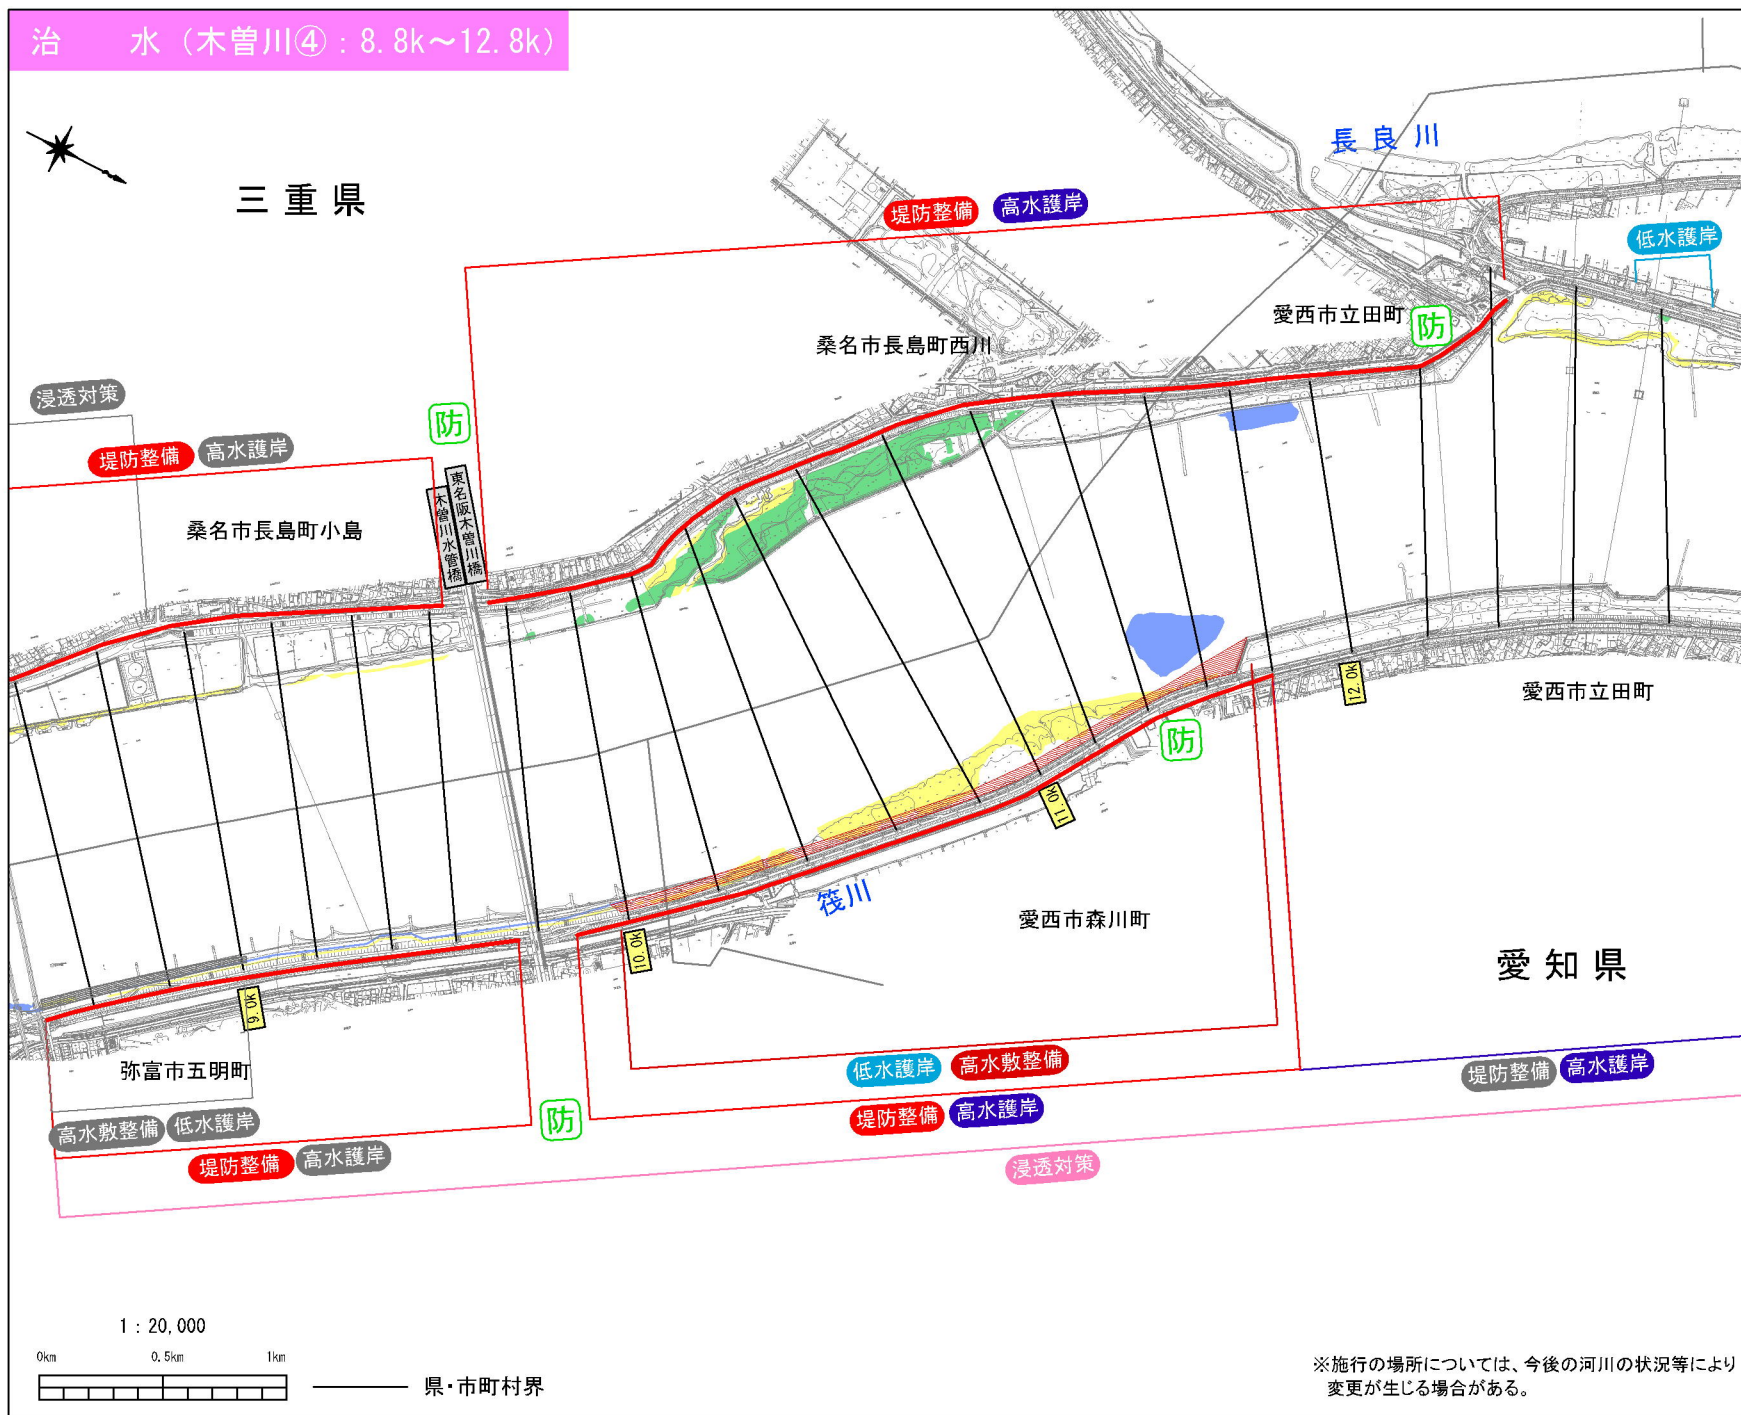 治　水（木曽川④：8.8k～12.8k）
三重県
長良川
堤防整備
高水護岸
低水護岸
愛西市立田町
防
桑名市長島町西川
浸透対策
防
堤防整備
高水護岸
東名阪木曽川橋
木曽川水管橋
桑名市長島町小島
12.0k
愛西市立田町
防
11.0k
筏川
愛西市森川町
10.0k
愛知県
9.0k
弥富市五明町
低水護岸
高水敷整備
堤防整備
高水護岸
高水敷整備
低水護岸
防
堤防整備
高水護岸
堤防整備
高水護岸
浸透対策
1：20,000
0km
0.5km
1km
県・市町村界
※施行の場所については、今後の河川の状況等により
変更が生じる場合がある。